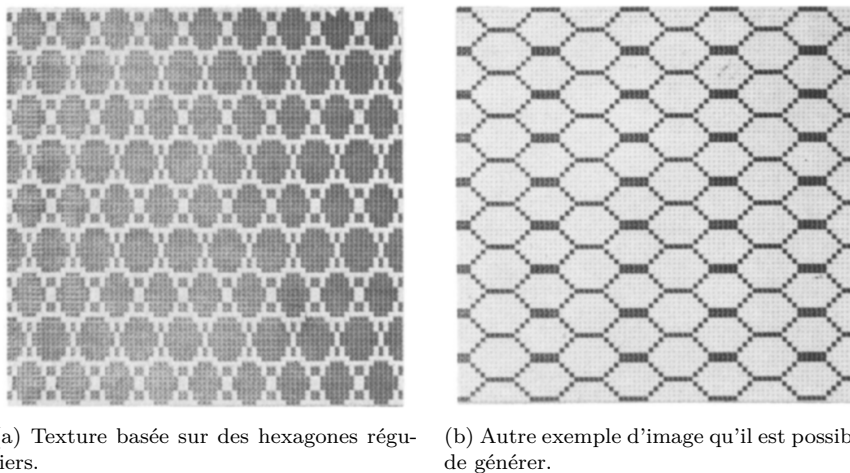 a) Texture basée sur des hexagones régu-
iers.
(b) Autre exemple d'image qu'il est possib
de générer.